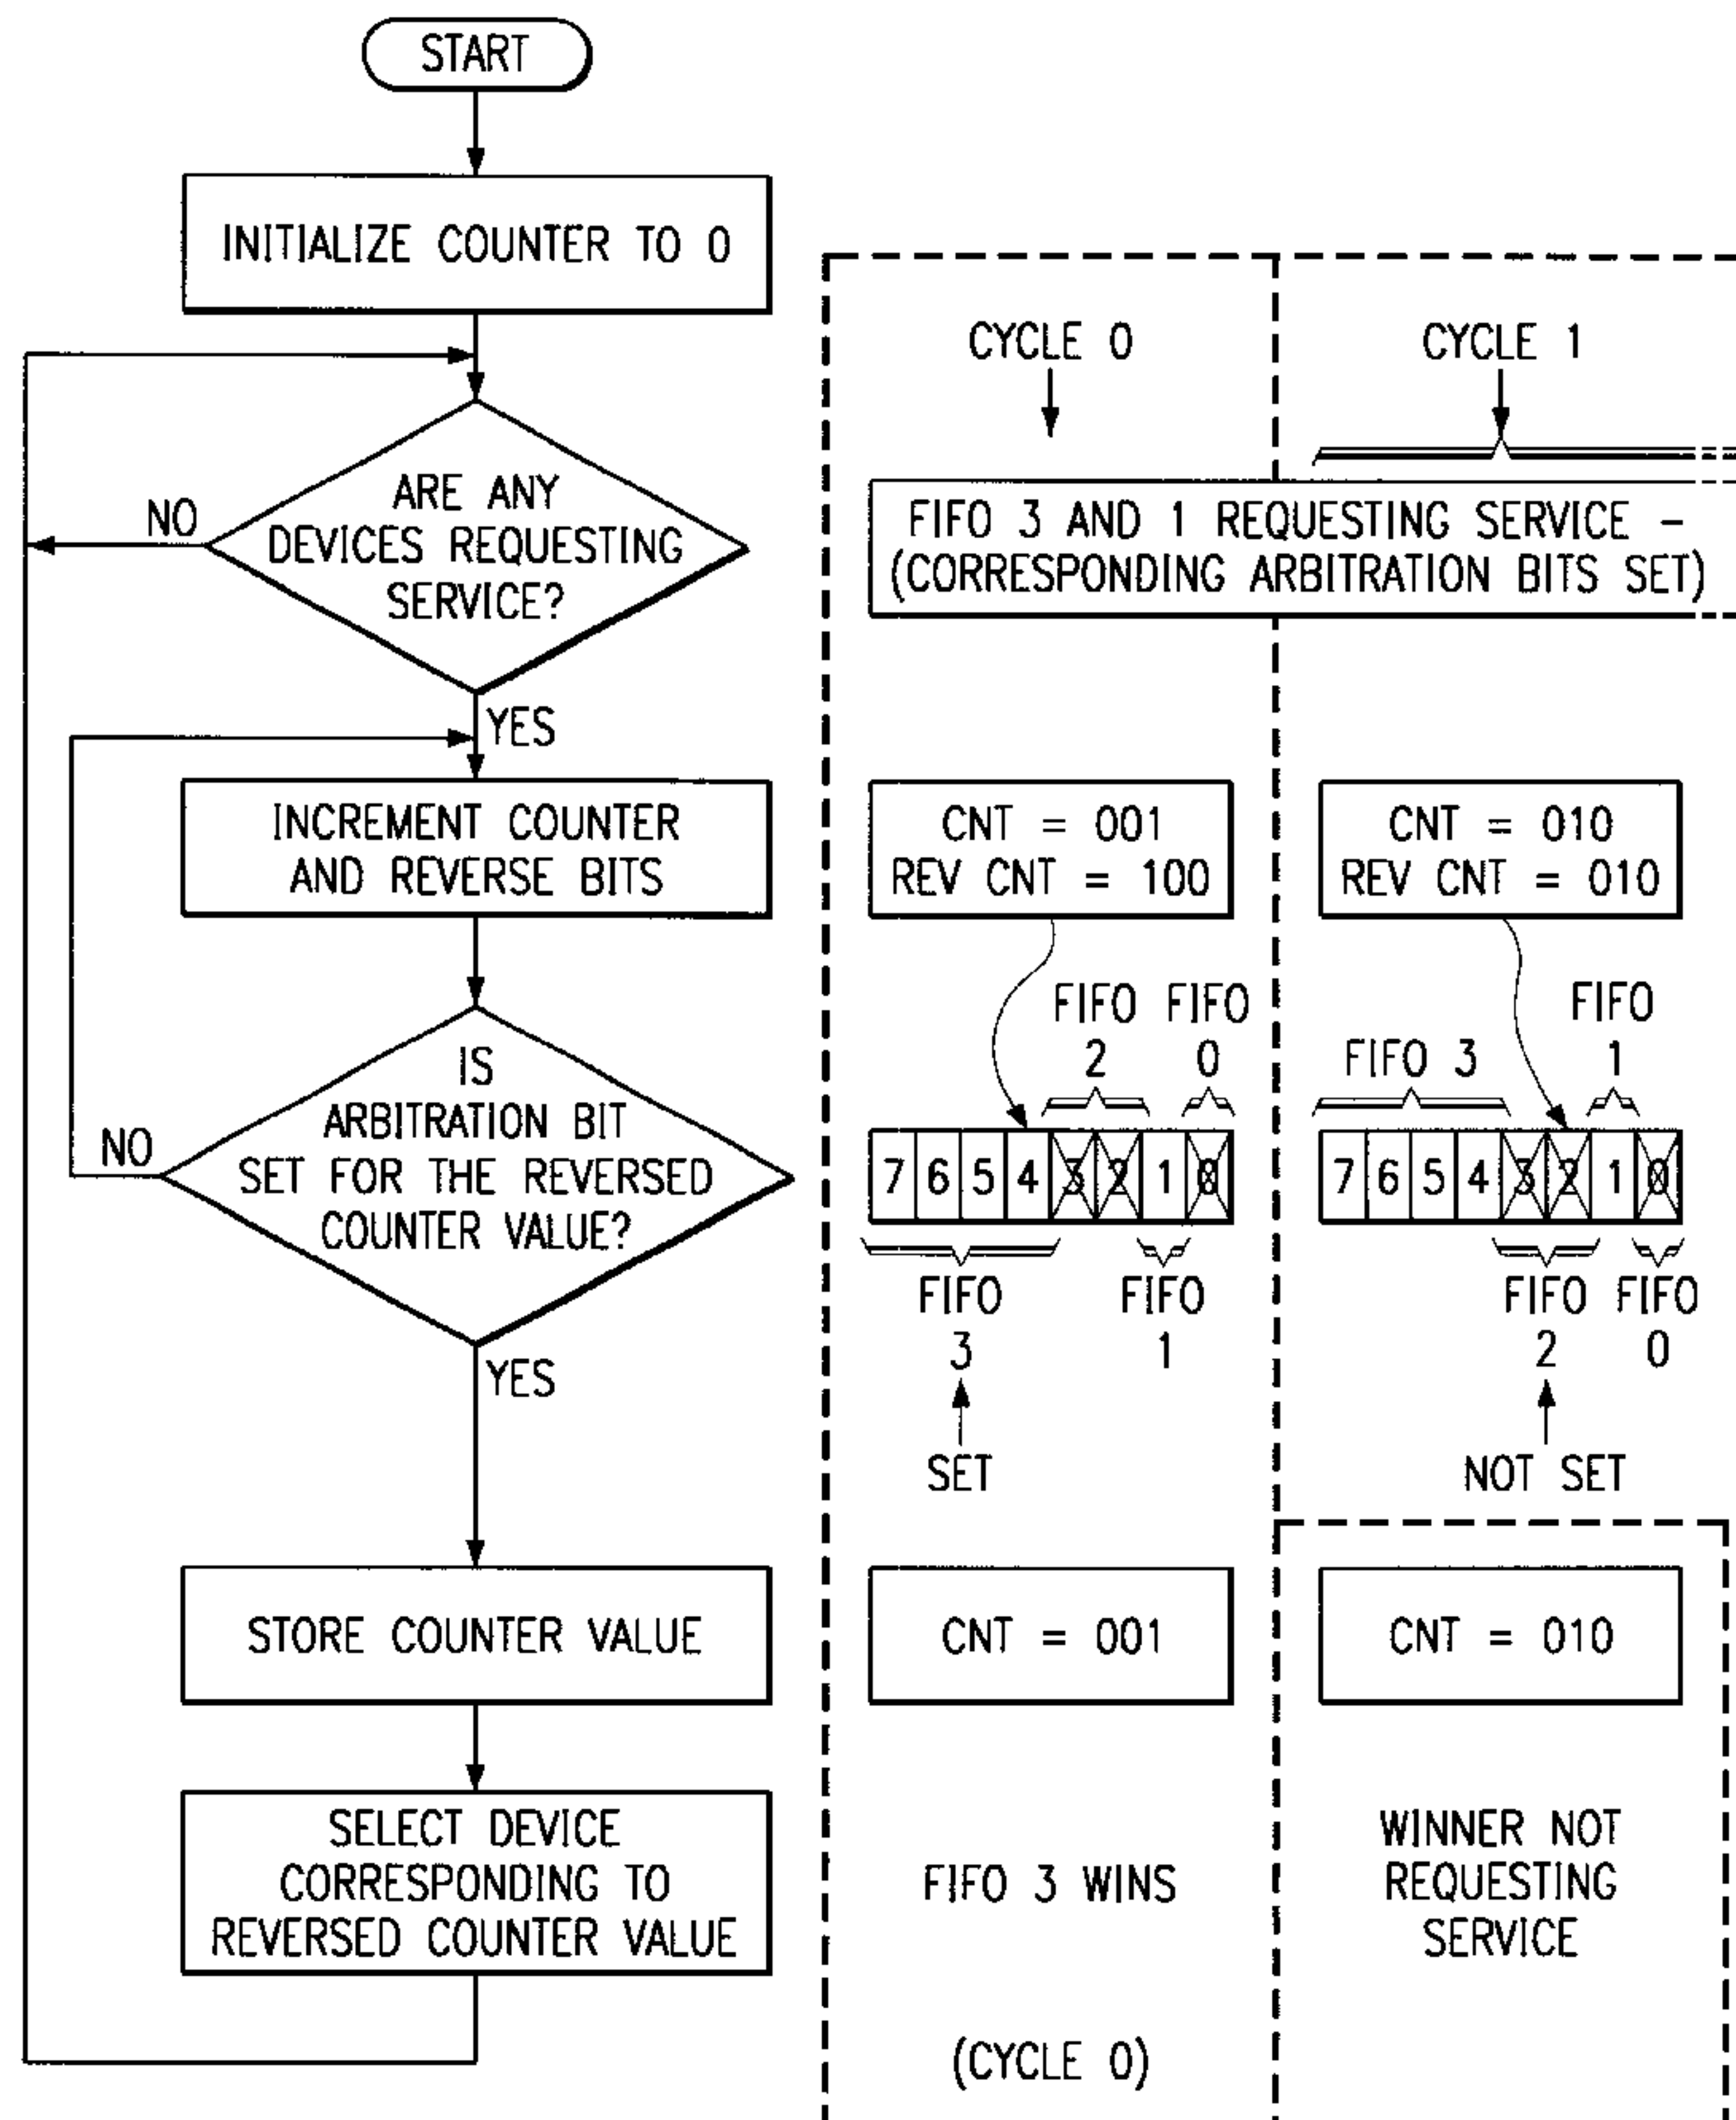 START
INITIALIZE COUNTER TO 0
ARE ANY
DEVICES REQUESTING
SERVICE?
NO
YES
INCREMENT COUNTER
AND REVERSE BITS
IS
ARBITRATION BIT
SET FOR THE REVERSED
COUNTER VALUE?
NO
YES
STORE COUNTER VALUE
SELECT DEVICE
CORRESPONDING TO
REVERSED COUNTER VALUE
CYCLE 0
CYCLE 1
FIFO 3 AND 1 REQUESTING SERVICE -
(CORRESPONDING ARBITRATION BITS SET)
CNT = 001
REV CNT = 100
FIFO FIFO
2 0
7 6 5 4 3 2 1 0
FIFO FIFO
3 1
SET
CNT = 001
FIFO 3 WINS
(CYCLE 0)
CNT = 010
REV CNT = 010
FIFO
FIFO 3 1
7 6 5 4 3 2 1 0
FIFO FIFO
2 0
NOT SET
CNT = 010
WINNER NOT
REQUESTING
SERVICE